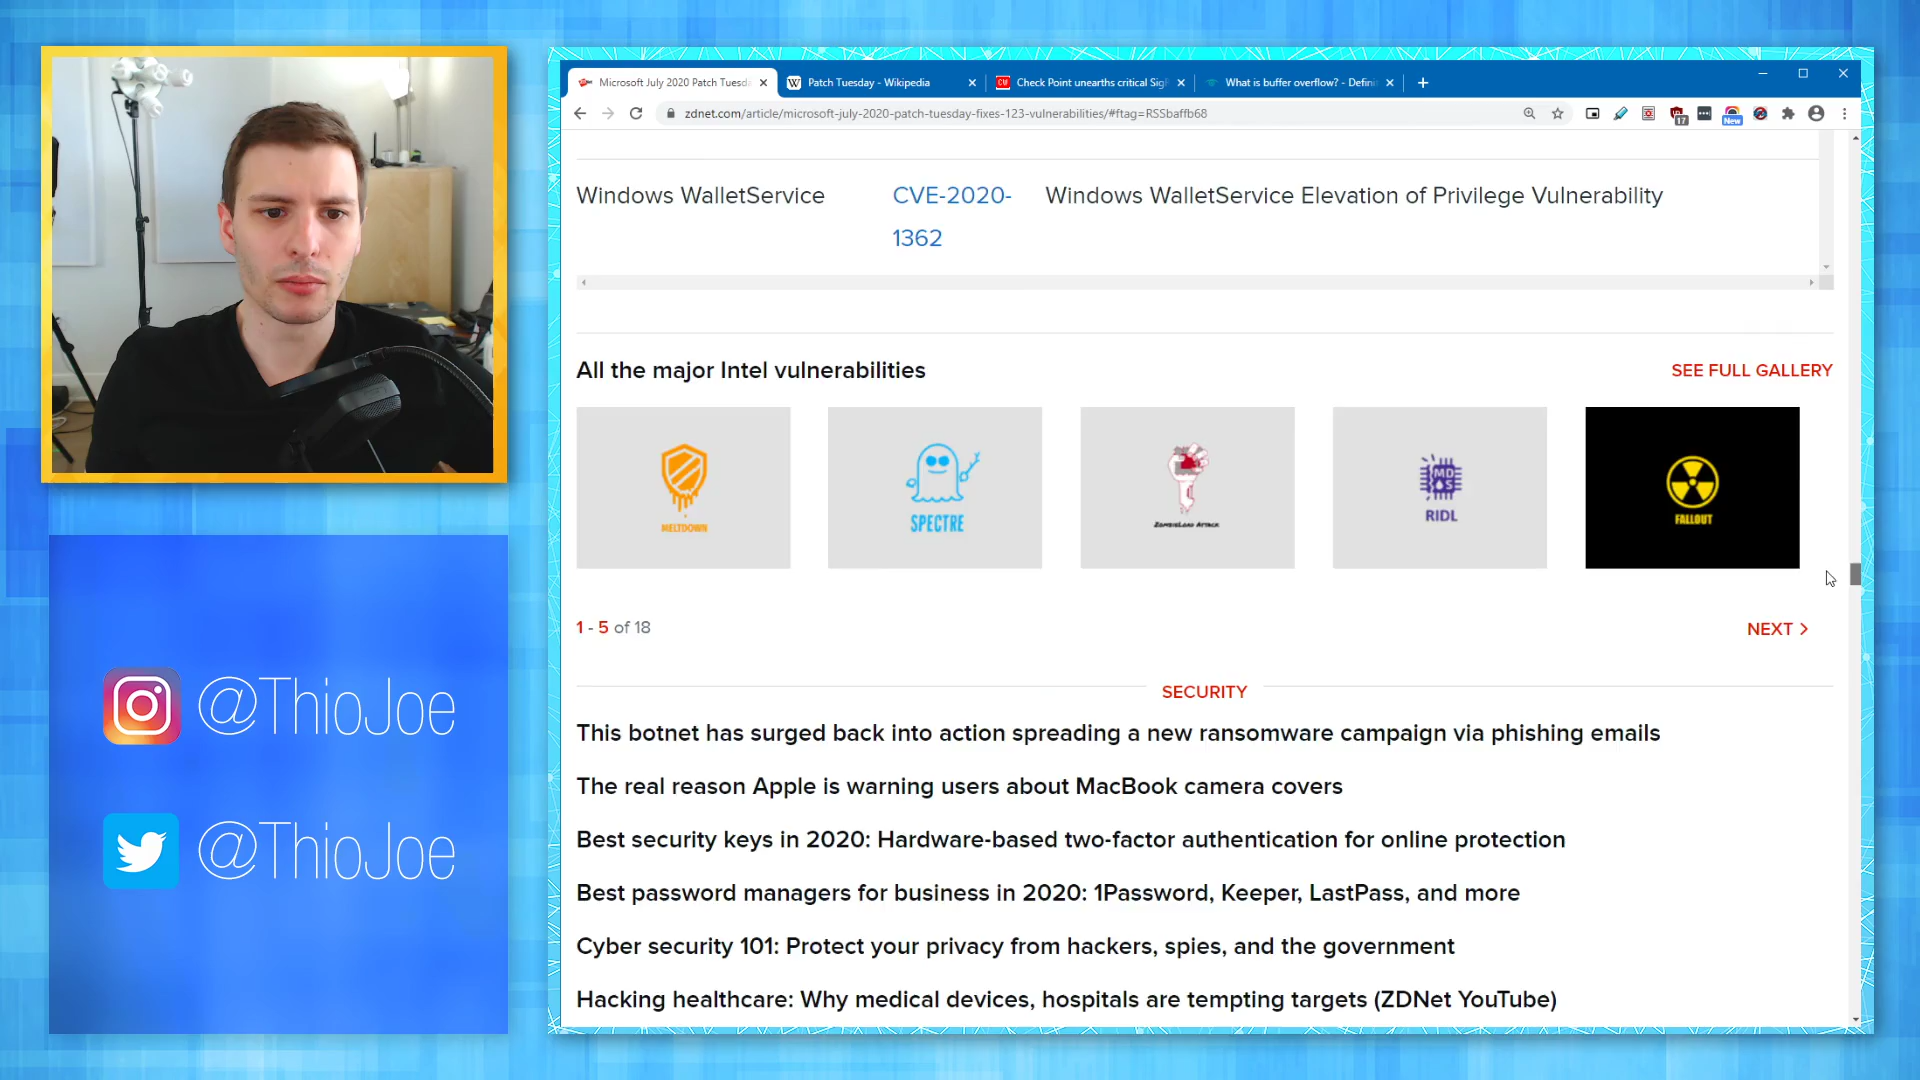 Microsoft July 2020 Patch Tuesd
Patch Tuesday - Wikipedia
Check Point unearths critical Sig
What is buffer overflow? - Defini
zdnet.com/article/microsoft-july-2020-patch-tuesday-fixes-123-vulnerabilities/#ftag=RSSbaffb68
17
New
Windows WalletService
CVE-2020-
1362
Windows WalletService Elevation of Privilege Vulnerability
All the major Intel vulnerabilities
SEE FULL GALLERY
MELTDOWN
SPECTRE
ZombieLoad Attack
MD
S
RIDL
FALLOUT
1 - 5 of 18
NEXT
SECURITY
This botnet has surged back into action spreading a new ransomware campaign via phishing emails
The real reason Apple is warning users about MacBook camera covers
Best security keys in 2020: Hardware-based two-factor authentication for online protection
Best password managers for business in 2020: 1Password, Keeper, LastPass, and more
Cyber security 101: Protect your privacy from hackers, spies, and the government
Hacking healthcare: Why medical devices, hospitals are tempting targets (ZDNet YouTube)
@ThioJoe
@ThioJoe